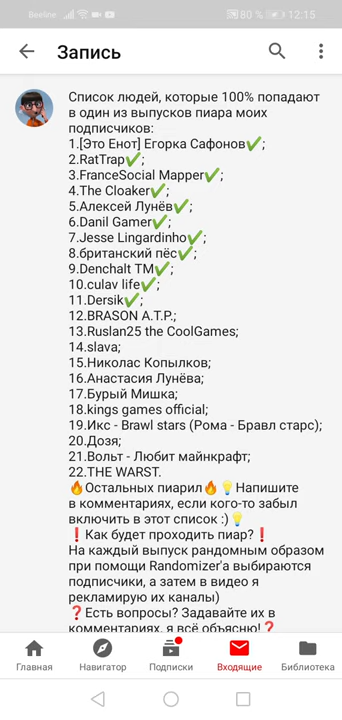 Beeline 80 % 12:15
Запись
Список людей, которые 100% попадают
в один из выпусков пиара моих
подписчиков:
1.[Это Енот] Егорка Сафонов✔;
2.RatTrap✔;
3.FranceSocial Mapper✔;
4.The Cloaker✔;
5.Алексей Лунёв✔;
6.Danil Gamer✔;
7.Jesse Lingardinho✔;
8.британский пёс✔;
9.Denchalt TM✔;
10.culav life✔;
11.Dersik✔;
12.BRASON A.T.P.;
13.Ruslan25 the CoolGames;
14.slava;
15.Николас Копылков;
16.Анастасия Лунёва;
17.Бурый Мишка;
18.kings games official;
19.Икс - Brawl stars (Рома - Бравл старс);
20.Дозя;
21.Вольт - Любит майнкрафт;
22.THE WARST.
🔥Остальных пиарил🔥💡Напишите
в комментариях, если кого-то забыл
включить в этот список :)💡
❗Как будет проходить пиар?❗
На каждый выпуск рандомным образом
при помощи Randomizer'а выбираются
подписчики, а затем в видео я
рекламирую их каналы)
❓Есть вопросы? Задавайте их в
комментариях, я всё объясню!❓
Главная Навигатор Подписки Входящие Библиотека